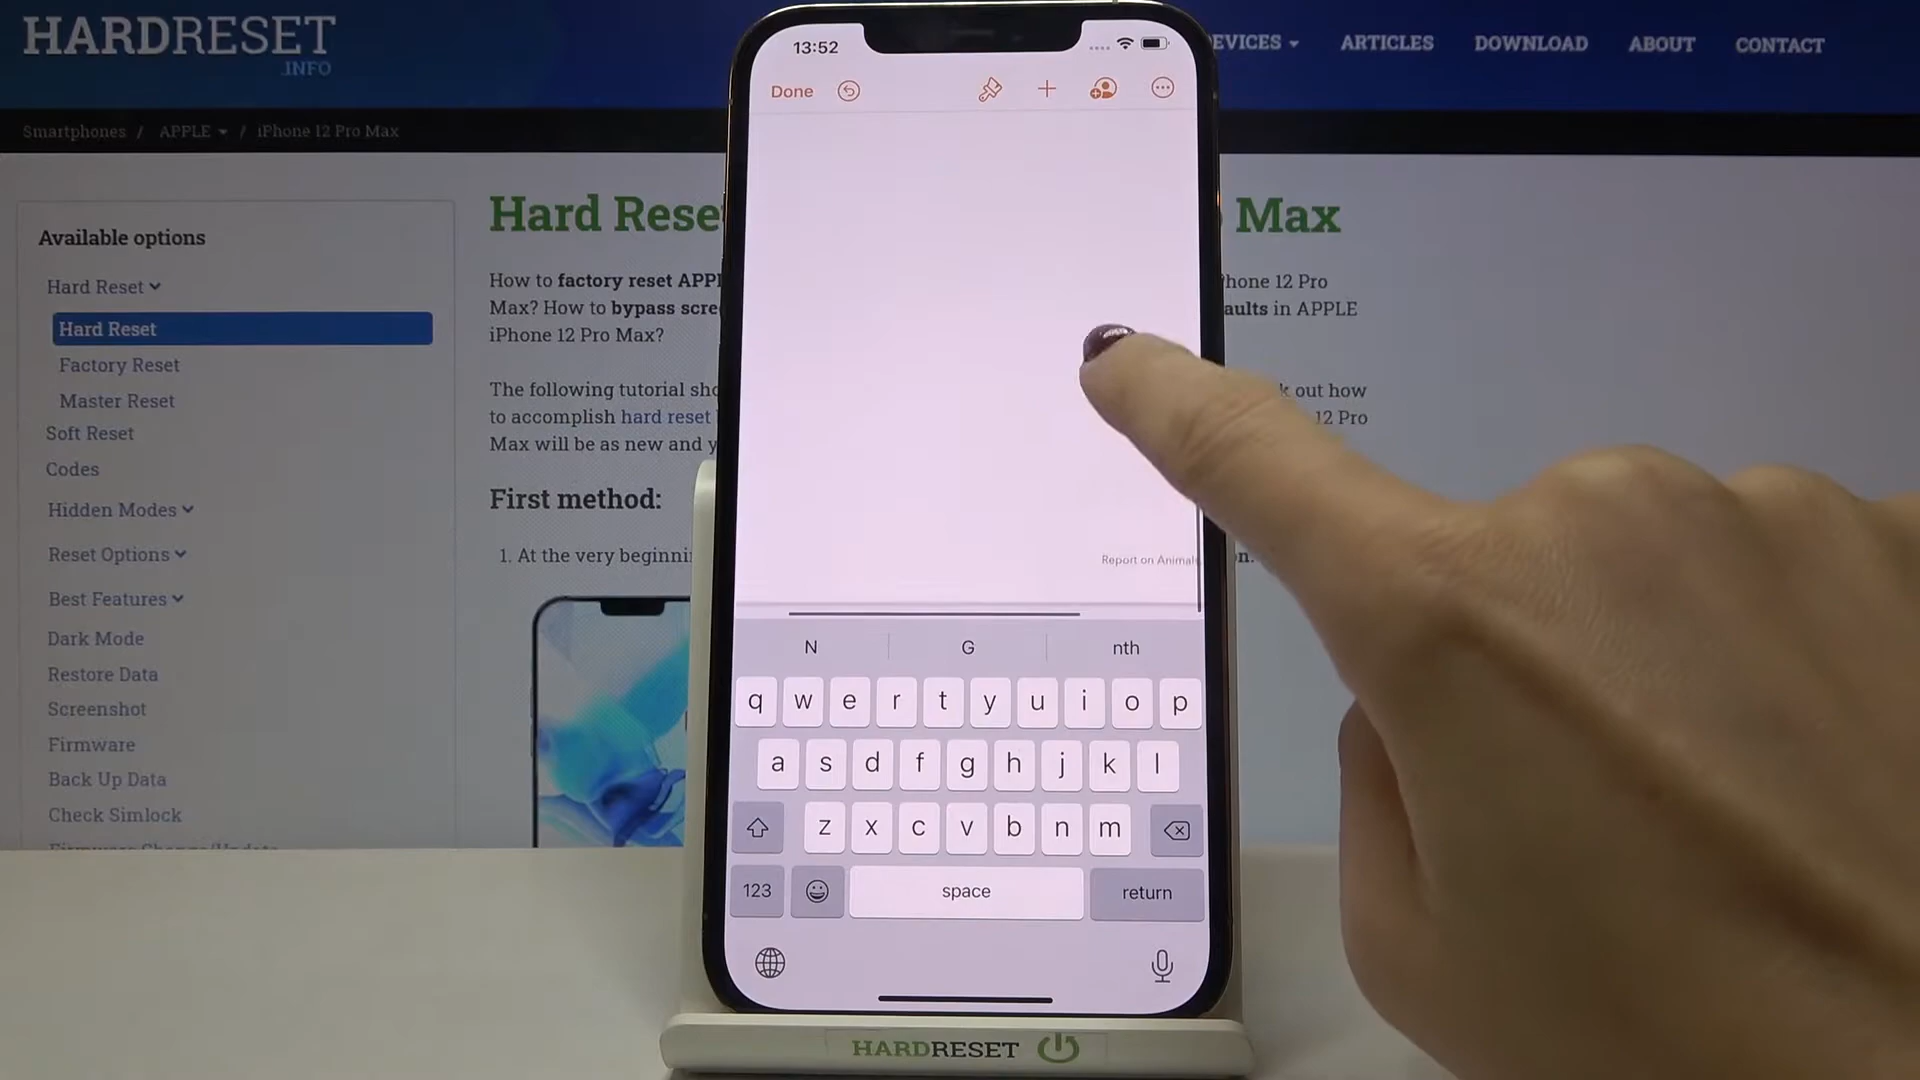 HARDRESET
.INFO
EVICES
ARTICLES
DOWNLOAD
ABOUT
CONTACT
Smartphones / APPLE / iPhone 12 Pro Max
Available options
Hard Reset
Hard Reset
Factory Reset
Master Reset
Soft Reset
Codes
Hidden Modes
Reset Options
Best Features
Dark Mode
Restore Data
Screenshot
Firmware
Back Up Data
Check Simlock
Hard Rese Max
How to factory reset APPL hone 12 Pro
Max? How to bypass scre aults in APPLE
iPhone 12 Pro Max?
The following tutorial sho k out how
to accomplish hard reset 12 Pro
Max will be as new and y
First method:
1. At the very beginni on.
13:52
Done
Report on Animals
N G nth
q w e r t y u i o p
a s d f g h j k l
z x c v b n m
123 space return
HARDRESET